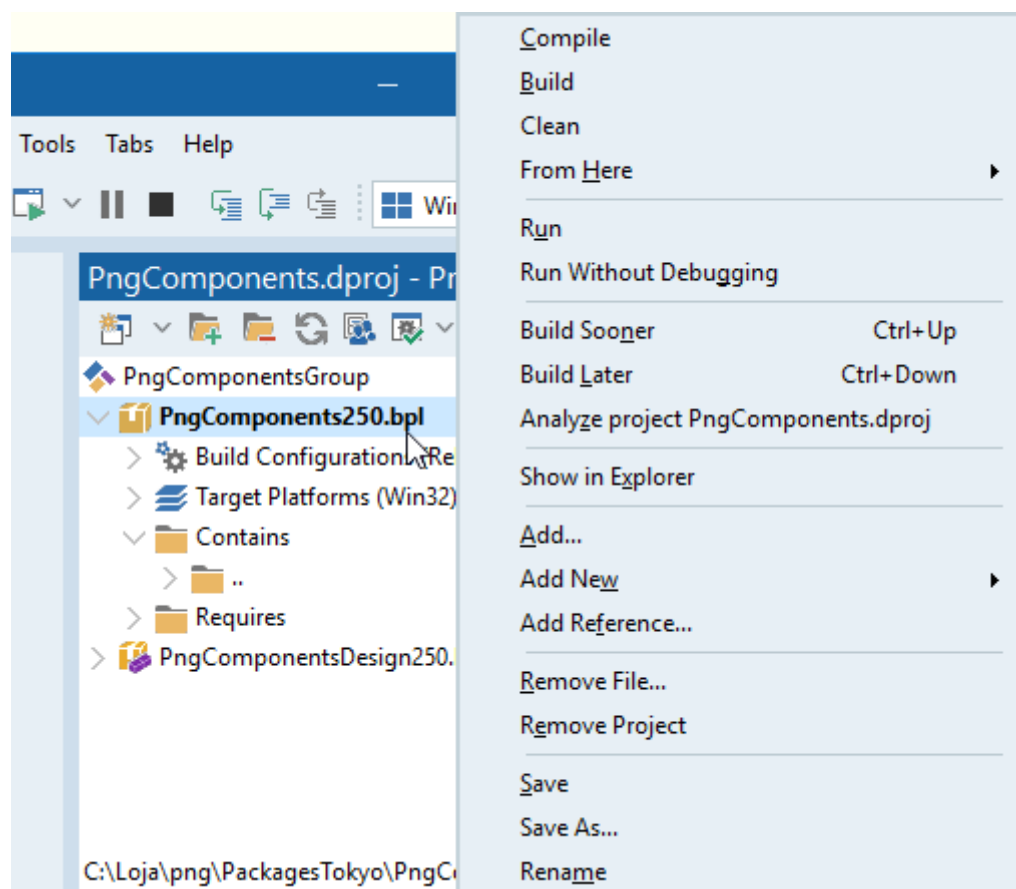 Tools Tabs Help
Wi
PngComponents.dproj - Pr
PngComponentsGroup
PngComponents250.bpl
Build Configuration Re
Target Platforms (Win32)
Contains
..
Requires
PngComponentsDesign250.
C:\Loja\png\PackagesTokyo\PngC
Compile
Build
Clean
From Here
Run
Run Without Debugging
Build Sooner Ctrl+Up
Build Later Ctrl+Down
Analyze project PngComponents.dproj
Show in Explorer
Add...
Add New
Add Reference...
Remove File...
Remove Project
Save
Save As...
Rename